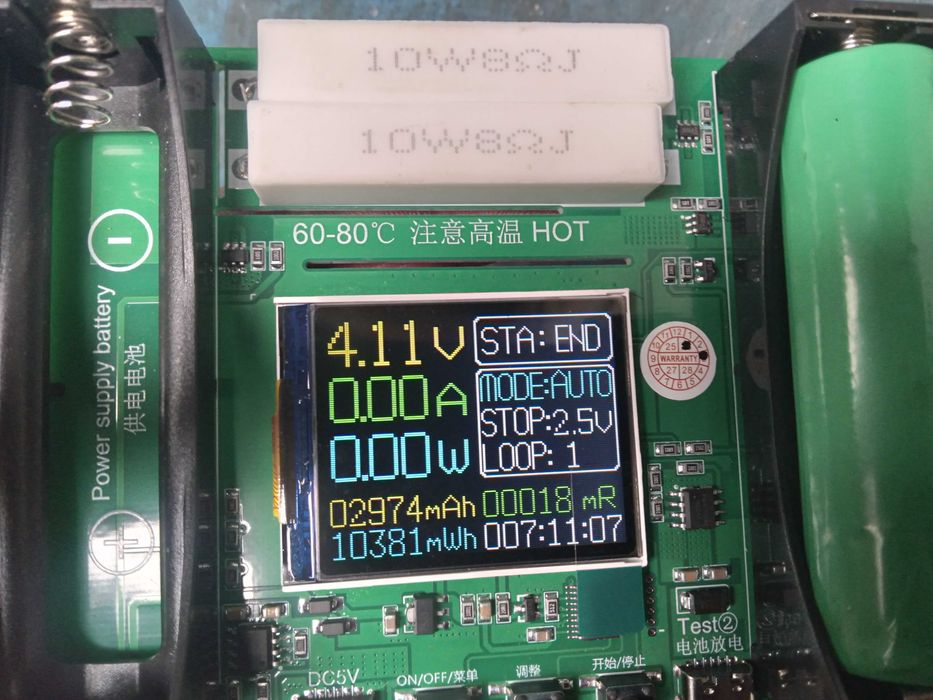 10W8ΩJ
10W8ΩJ
60-80℃ 注意高温 HOT
Power supply battery
供电电池
4.11V
0.00A
0.00W
STA: END
MODE:AUTO
STOP:2.5V
LOOP: 1
02974mAh
00018 mR
10381mWh
007:11:07
WARRANTY
Test②
电池放电
DC5V
ON/OFF/菜单
调整
开始/停止